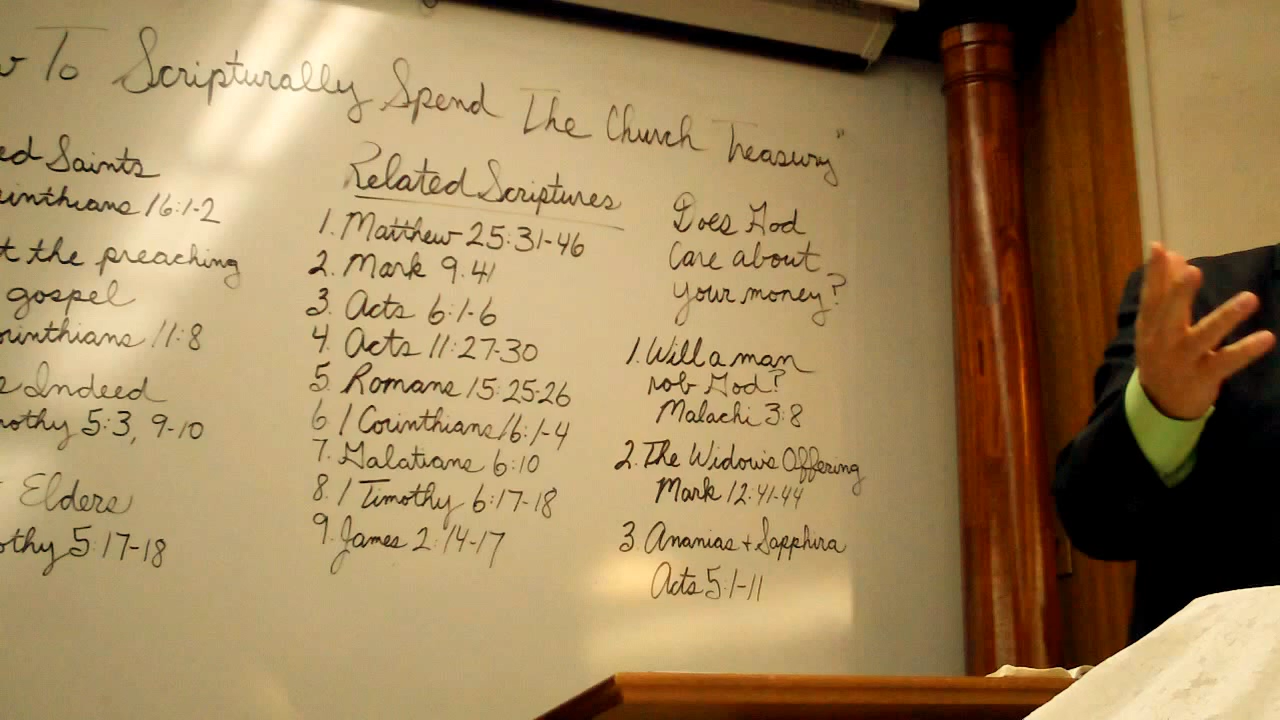 To Scripturally Spend The Church Treasury"
ed Saints
inthians 16:1-2
t the preaching
gospel
orinthians 11:8
s Indeed
othy 5:3, 9-10
Elders
othy 5:17-18
Related Scriptures
1. Matthew 25:31-46
2. Mark 9:41
3. Acts 6:1-6
4. Acts 11:27-30
5. Romans 15:25-26
6 1 Corinthians 16:1-4
7. Galatians 6:10
8. 1 Timothy 6:17-18
9. James 2:14-17
Does God
Care about
your money?
1. Will a man
rob God?
Malachi 3:8
2. The Widows Offering
Mark 12:41-44
3. Ananias + Sapphira
Acts 5:1-11